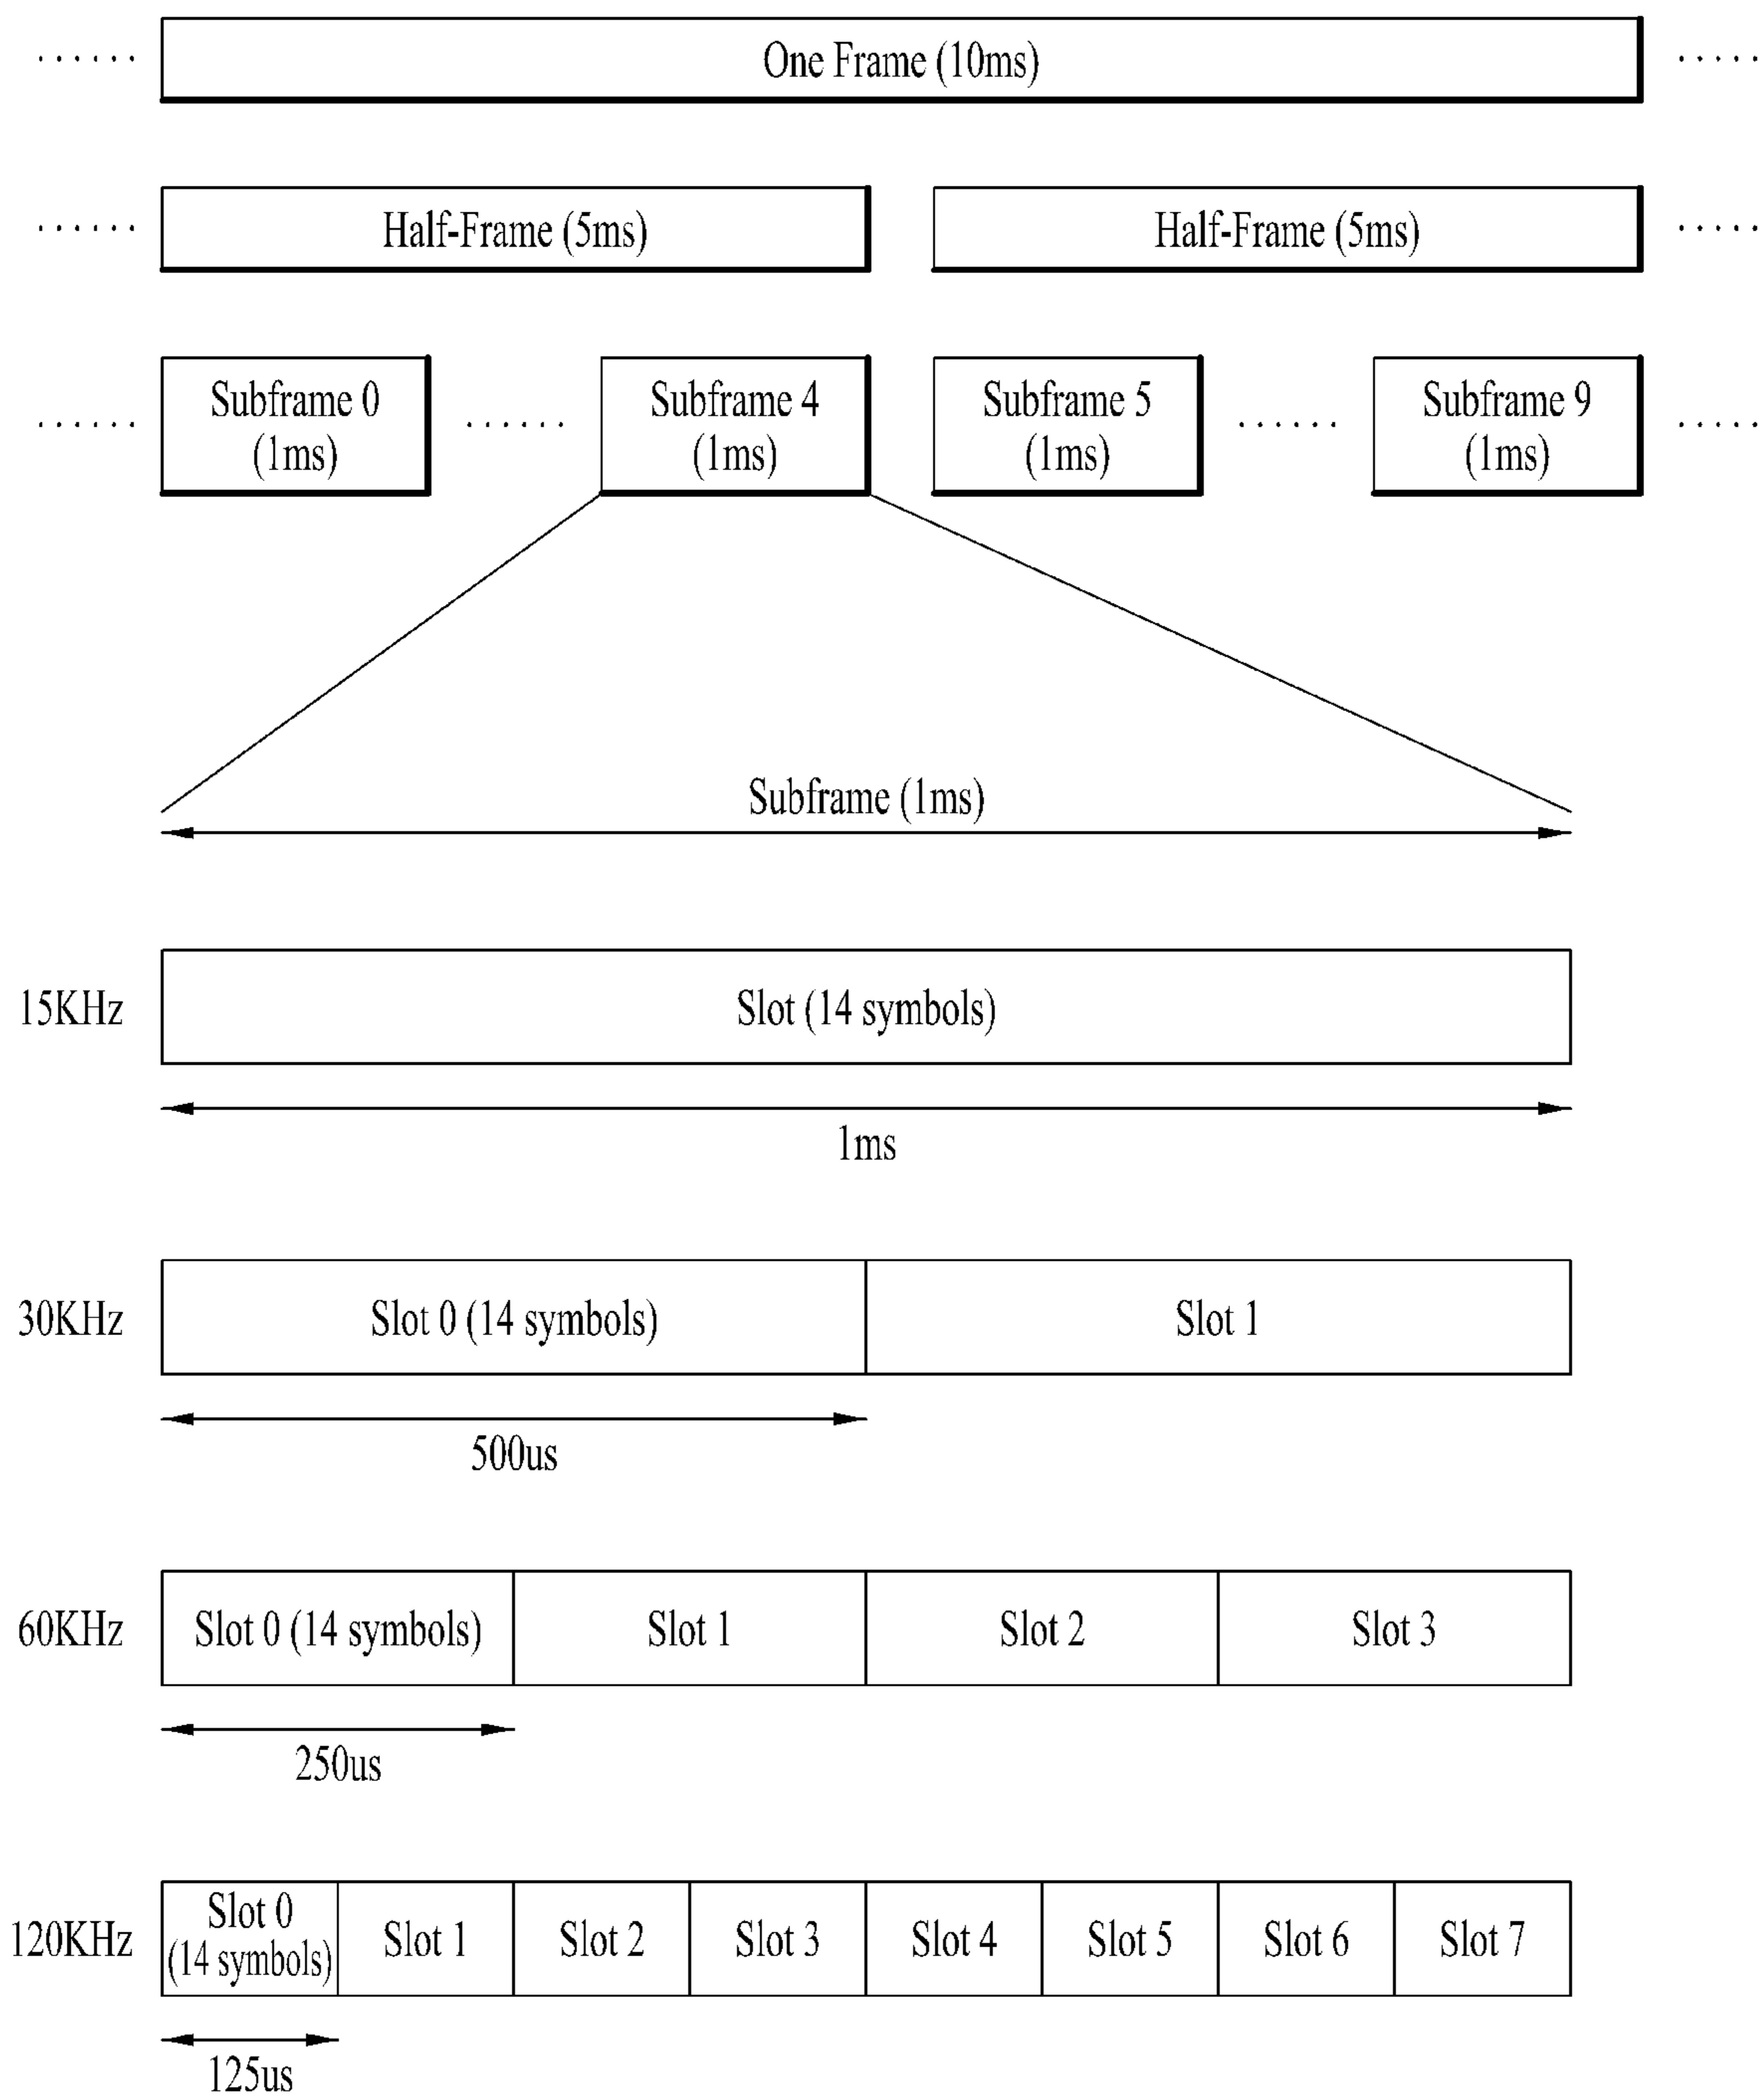 One Frame (10ms)
Half-Frame (5ms)
Half-Frame (5ms)
Subframe 0
(1ms)
Subframe 4
(1ms)
Subframe 5
(1ms)
Subframe 9
(1ms)
Subframe (1ms)
15KHz
Slot (14 symbols)
1ms
30KHz
Slot 0 (14 symbols)
Slot 1
500us
60KHz
Slot 0 (14 symbols)
Slot 1
Slot 2
Slot 3
250us
120KHz
Slot 0
(14 symbols)
Slot 1
Slot 2
Slot 3
Slot 4
Slot 5
Slot 6
Slot 7
125us